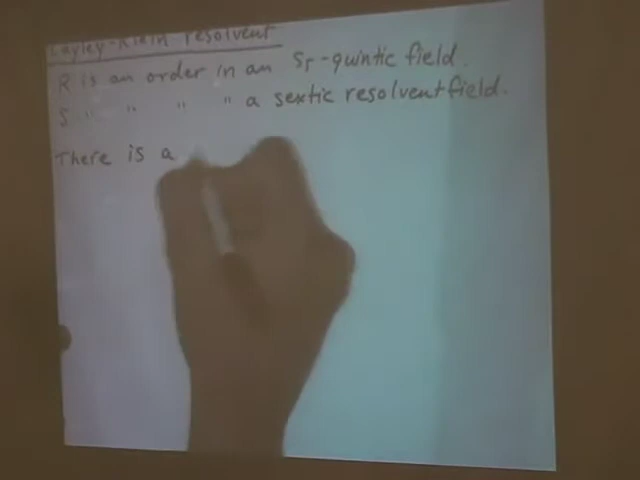 Cayley-Klein resolvent
R is an order in an S₅-quintic field.
S " " " " a sextic resolvent field.
There is a